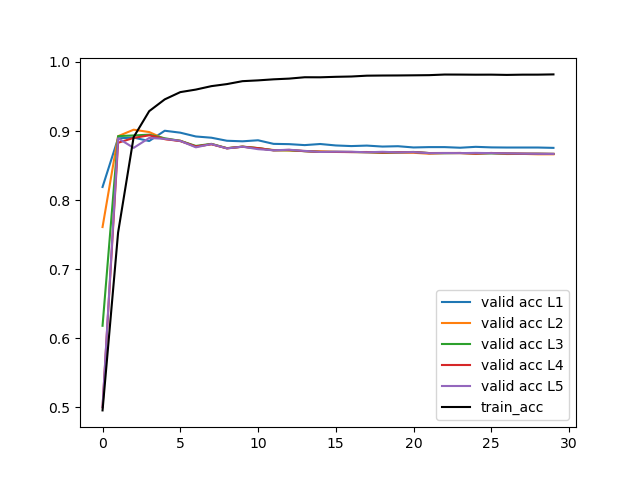 1.0
0.9
0.8
0.7
0.6
0.5
0 5 10 15 20 25 30
valid acc L1
valid acc L2
valid acc L3
valid acc L4
valid acc L5
train_acc